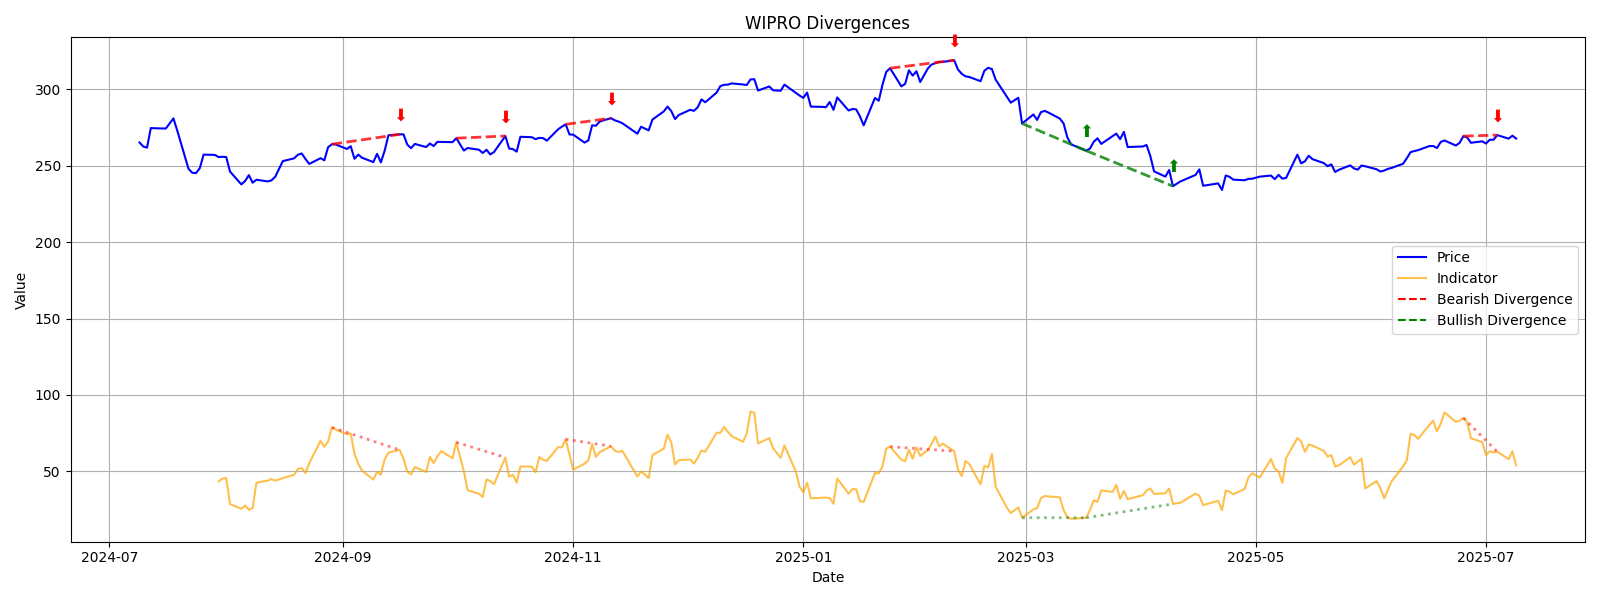 WIPRO Divergences
Value
300
250
200
150
100
50
Price
Indicator
Bearish Divergence
Bullish Divergence
2024-07
2024-09
2024-11
2025-01
2025-03
2025-05
2025-07
Date